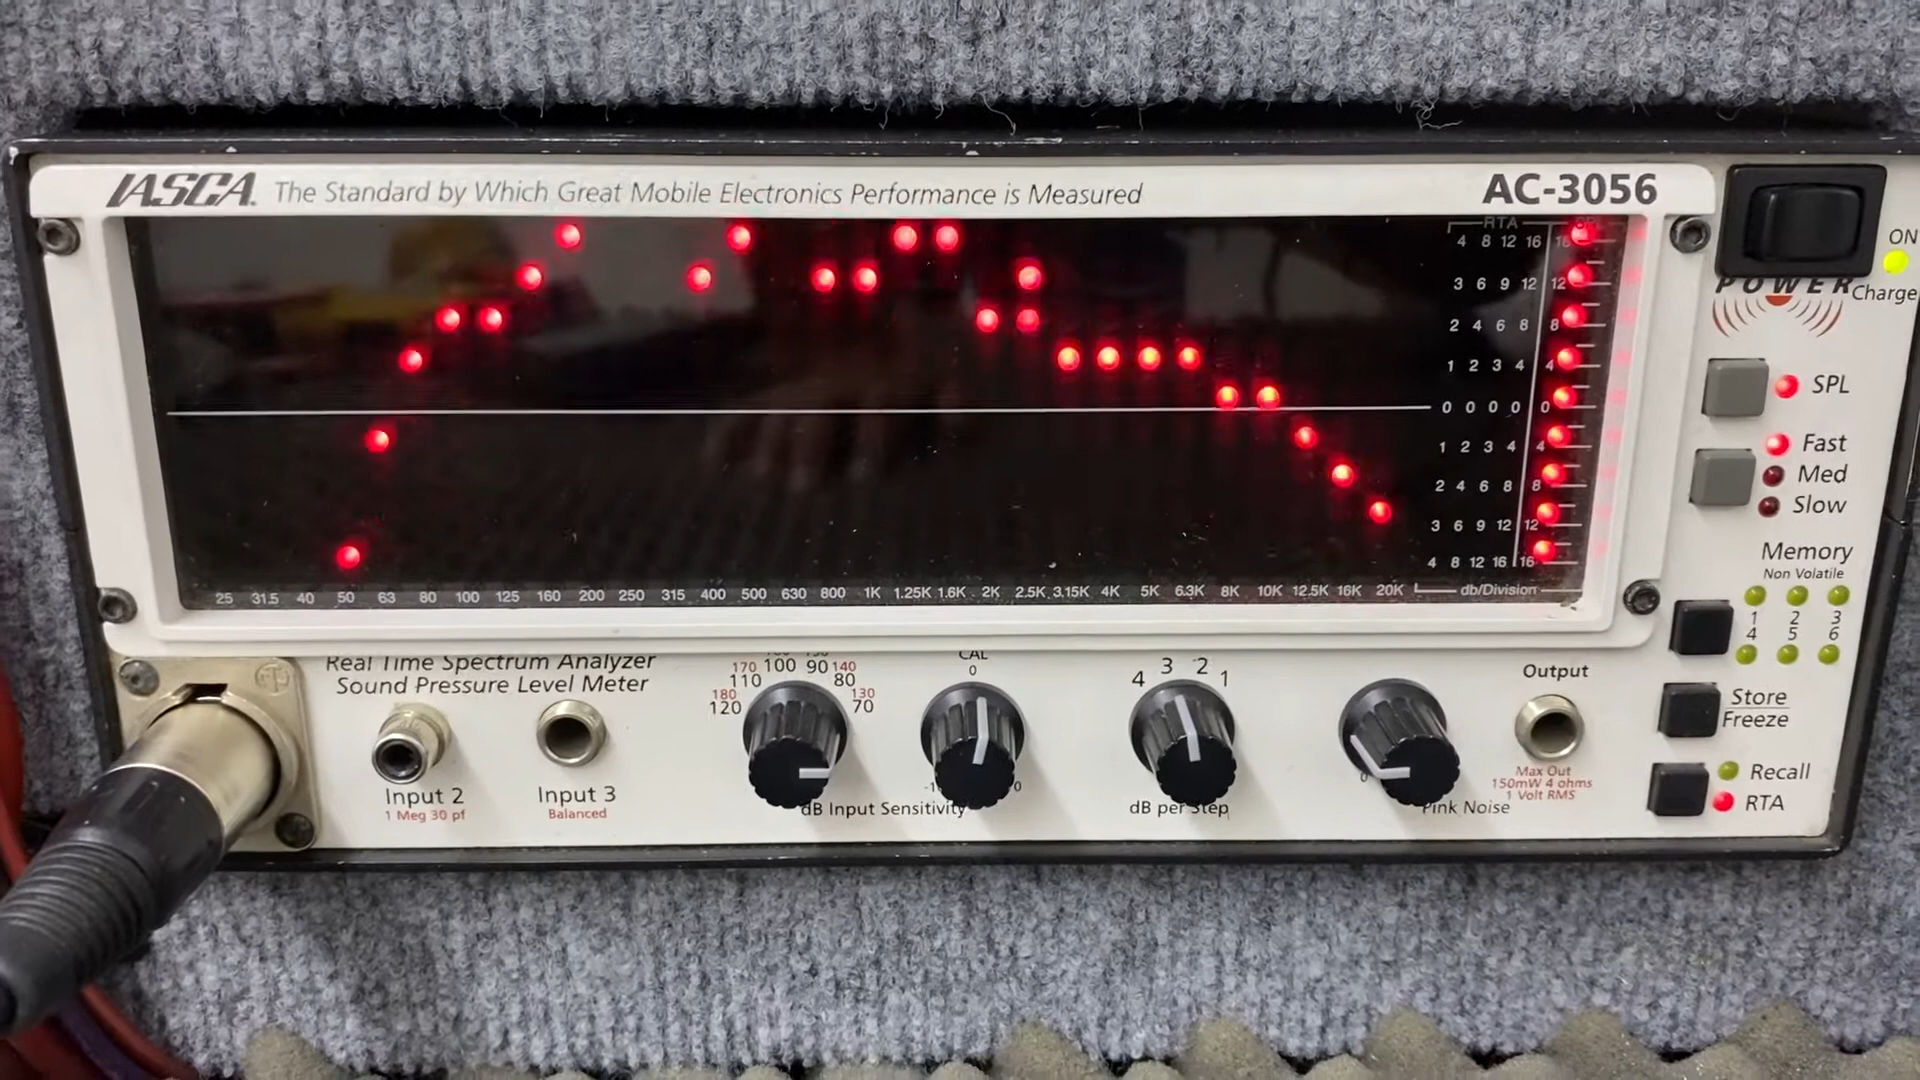 IASCA. The Standard by Which Great Mobile Electronics Performance is Measured AC-3056
RTA
4 8 12 16 16
3 6 9 12 12
2 4 6 8 8
1 2 3 4 4
0 0 0 0 0
1 2 3 4 4
2 4 6 8 8
3 6 9 12 12
4 8 12 16 16
25 31.5 40 50 63 80 100 125 160 200 250 315 400 500 630 800 1K 1.25K 1.6K 2K 2.5K 3.15K 4K 5K 6.3K 8K 10K 12.5K 16K 20K db/Division
ON
POWER
Charge
SPL
Fast
Med
Slow
Memory
Non Volatile
1 2 3
4 5 6
Store
Freeze
Recall
RTA
Real Time Spectrum Analyzer
Sound Pressure Level Meter
Input 2
1 Meg 30 pf
Input 3
Balanced
170 100 90 140
110 80
180 130
120 70
dB Input Sensitivity
CAL
0
4 3 2 1
dB per Step
0
Pink Noise
Output
Max Out
150mW 4 ohms
1 Volt RMS